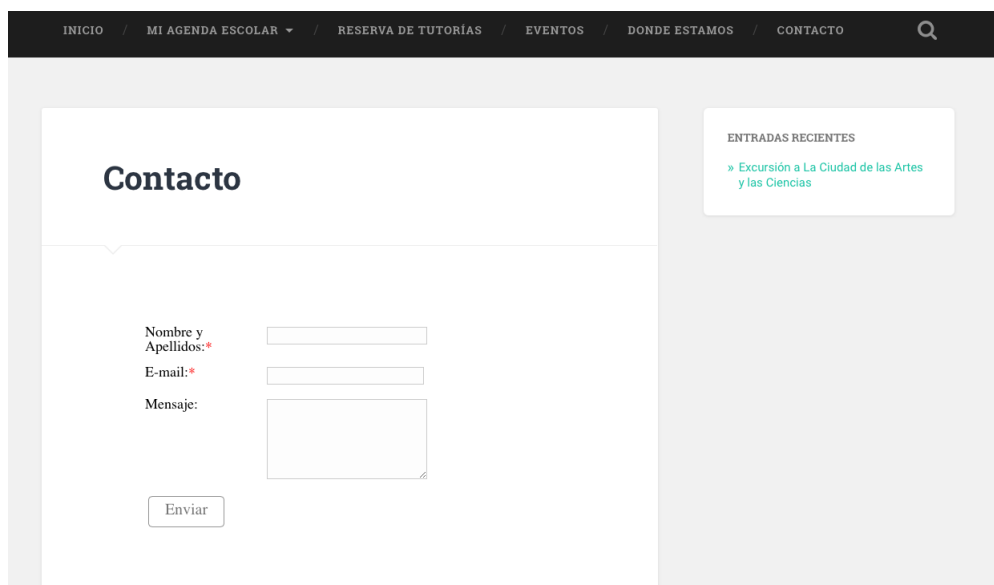 INICIO / MI AGENDA ESCOLAR / RESERVA DE TUTORÍAS / EVENTOS / DONDE ESTAMOS / CONTACTO
Contacto
Nombre y
Apellidos:*
E-mail:*
Mensaje:
Enviar
ENTRADAS RECIENTES
» Excursión a La Ciudad de las Artes
y las Ciencias